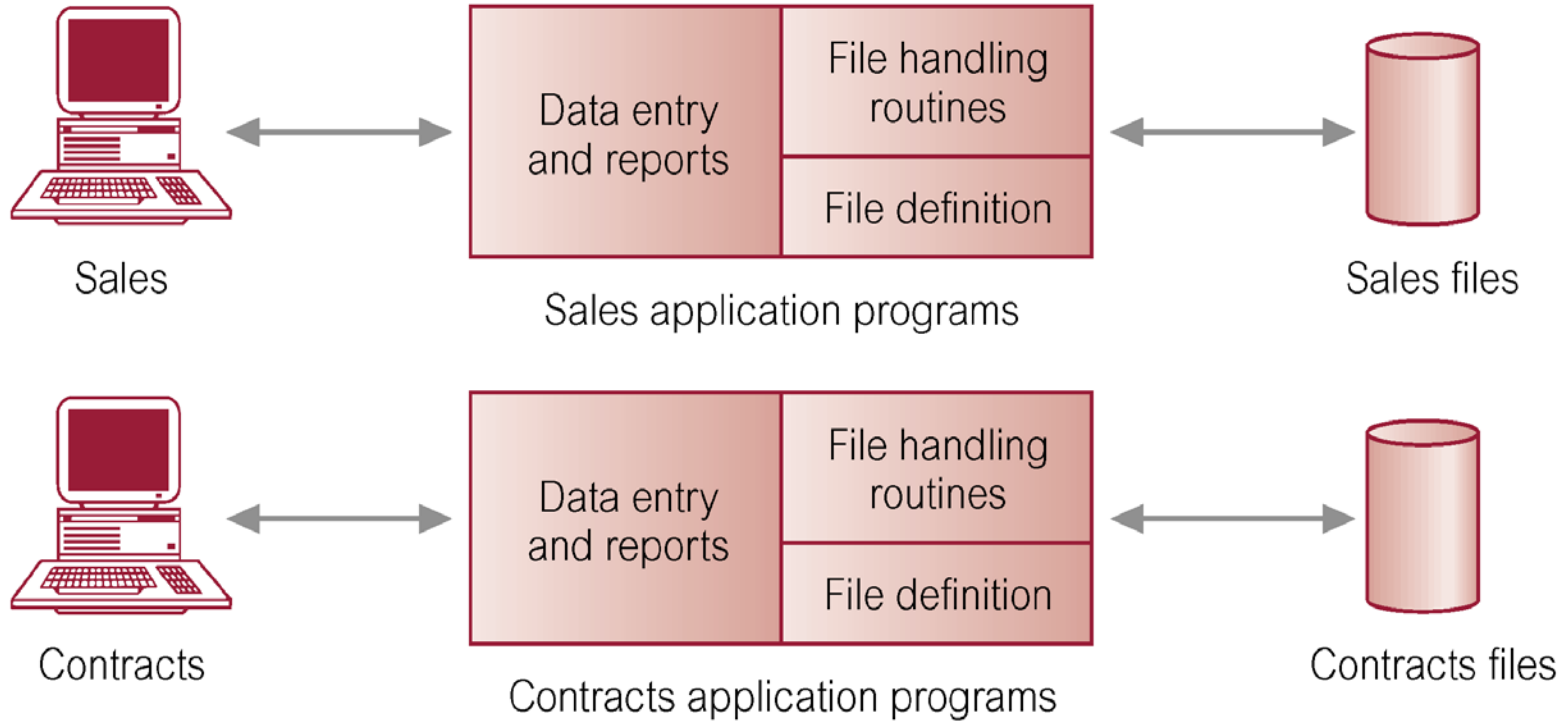 Data entry
and reports
File handling
routines
File definition
Sales
Sales application programs
Sales files
Data entry
and reports
File handling
routines
File definition
Contracts
Contracts application programs
Contracts files